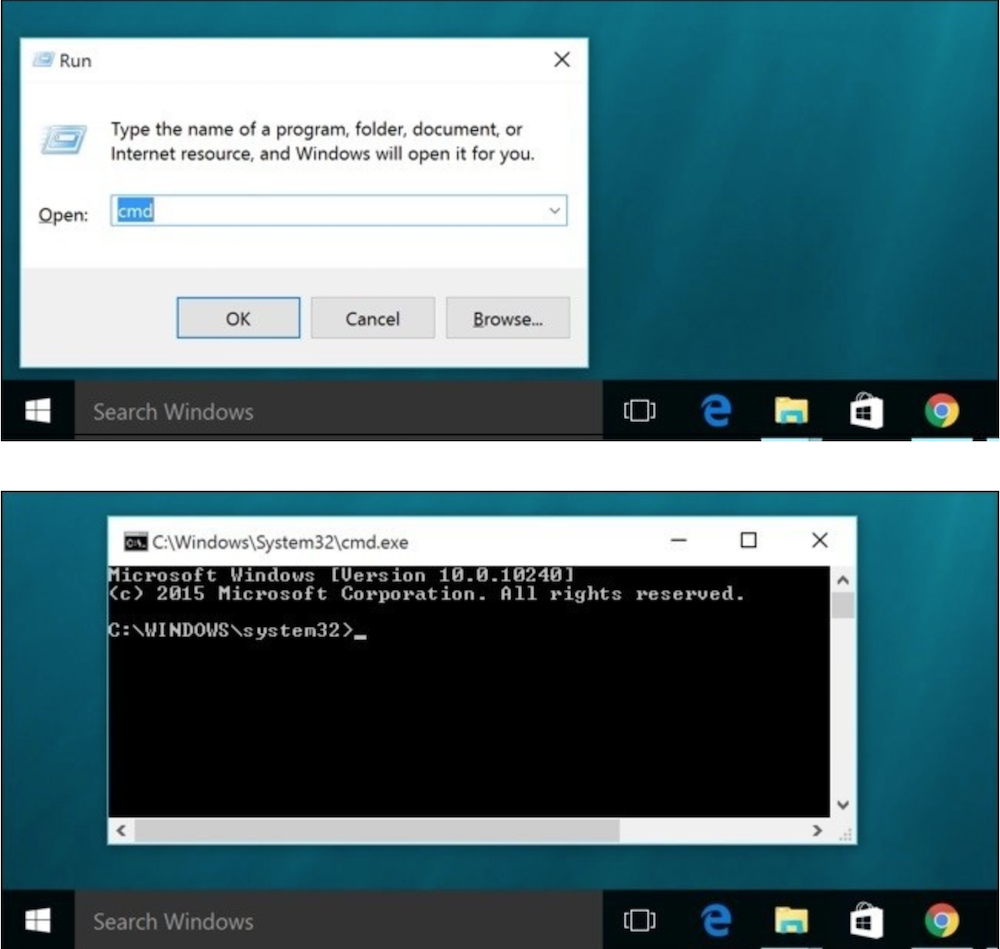 Run
Type the name of a program, folder, document, or
Internet resource, and Windows will open it for you.
Open:
cmd
OK
Cancel
Browse...
Search Windows
C:\Windows\System32\cmd.exe
Microsoft Windows [Version 10.0.10240]
(c) 2015 Microsoft Corporation. All rights reserved.
C:\WINDOWS\system32>_
Search Windows